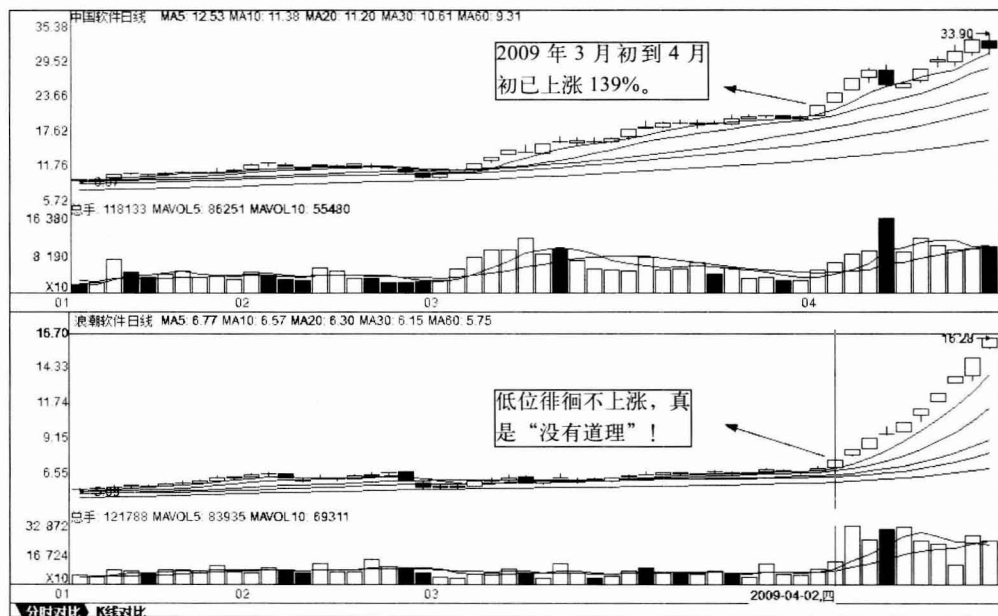 中国软件日线 MA5: 12.53 MA10: 11.38 MA20: 11.20 MA30: 10.61 MA60: 9.31
35.38
33.90
2009 年 3 月初到 4 月
初已上涨 139%。
29.52
23.66
17.62
11.76
5.72
总手: 118133 MAVOL5: 86251 MAVOL10: 55480
16 380
8 190
X10
01 02 03 04
浪潮软件日线 MA5: 6.77 MA10: 6.57 MA20: 6.30 MA30: 6.15 MA60: 5.75
16.70
16.28
14.33
11.74
低位徘徊不上涨，真
是“没有道理”！
9.15
6.55
总手: 121788 MAVOL5: 83935 MAVOL10: 69311
32 872
16 724
X10
01 02 03 2009-04-02,四
分时对比 K线对比